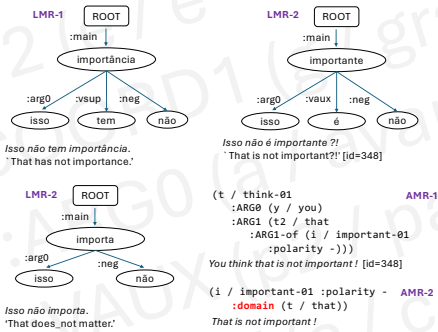 LMR-1
ROOT
:main
importância
:arg0 :vsup :neg
isso tem não
Isso não tem importância.
`That has not importance.’
LMR-2
ROOT
:main
importante
:arg0 :vaux :neg
isso é não
Isso não é importante ?!
`That is not important?!’ [id=348]
LMR-2
ROOT
:main
importa
:arg0 :neg
isso não
Isso não importa.
‘That does_not matter.’
(t / think-01 AMR-1
:ARG0 (y / you)
:ARG1 (t2 / that
:ARG1-of (i / important-01
:polarity -)))
You think that is not important ! [id=348]
(i / important-01 :polarity - AMR-2
:domain (t / that))
That is not important !